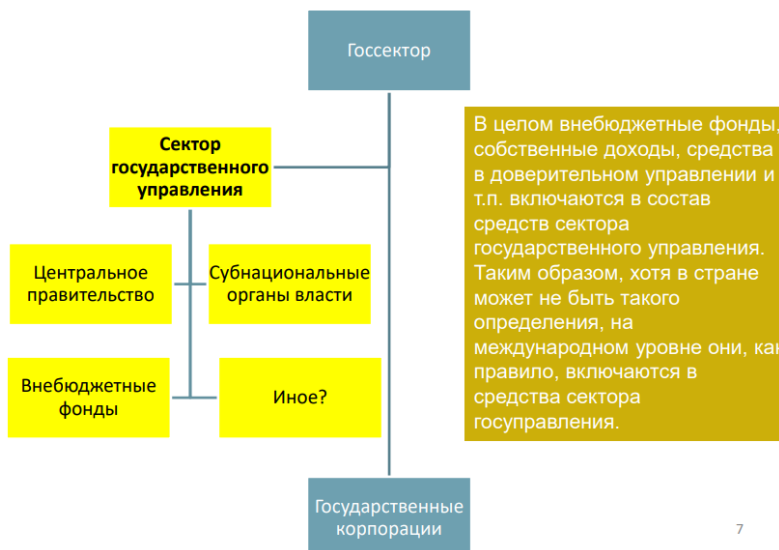 Госсектор
Сектор
государственного
управления
Центральное
правительство
Субнациональные
органы власти
Внебюджетные
фонды
Иное?
Государственные
корпорации
В целом внебюджетные фонды,
собственные доходы, средства
в доверительном управлении и
т.п. включаются в состав
средств сектора
государственного управления.
Таким образом, хотя в стране
может не быть такого
определения, на
международном уровне они, как
правило, включаются в
средства сектора
госуправления.
7